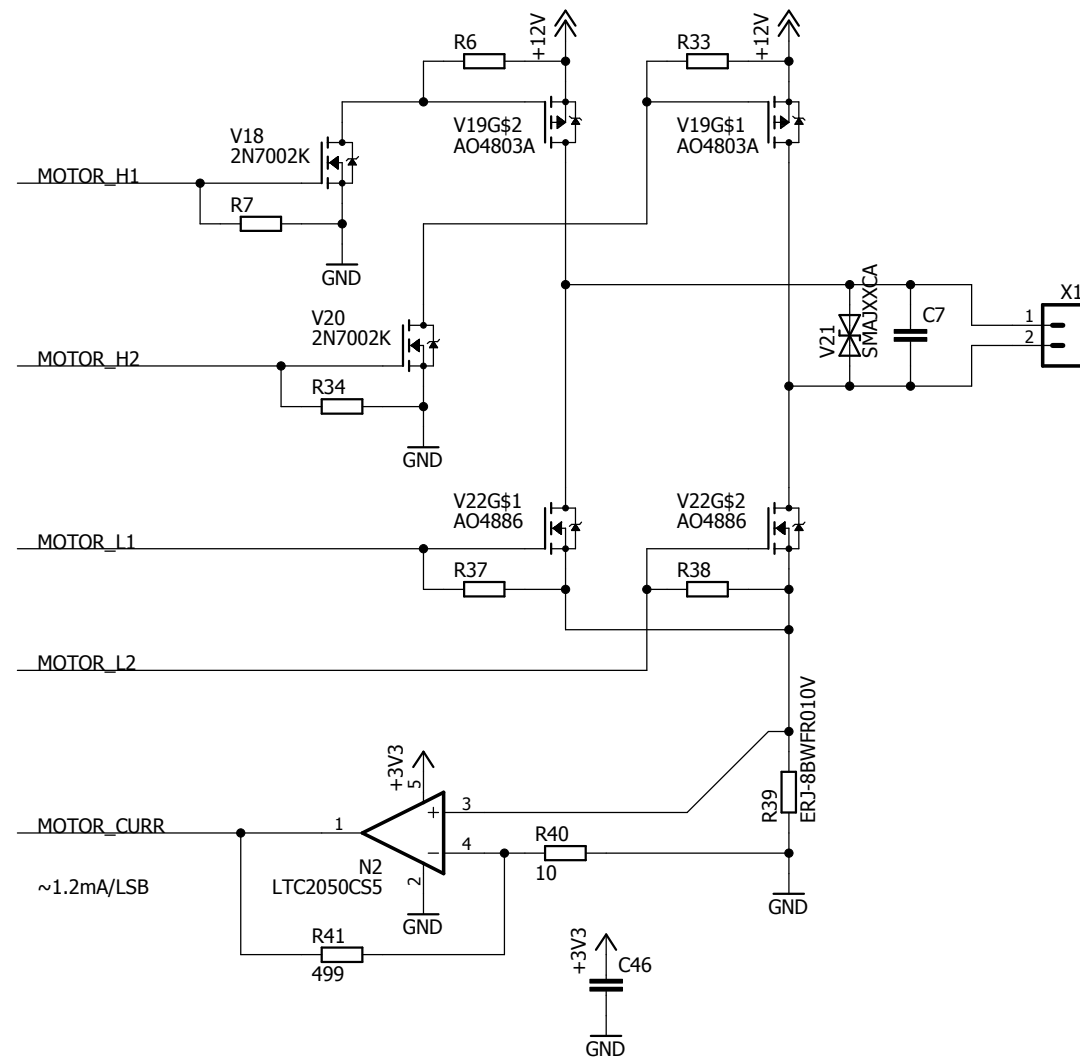 +12V
R6
+12V
R33
V18
2N7002K
V19G$2
AO4803A
V19G$1
AO4803A
MOTOR_H1
R7
GND
V20
2N7002K
V21
SMAJXXCA
C7
X1
1
2
MOTOR_H2
R34
GND
V22G$1
AO4886
V22G$2
AO4886
MOTOR_L1
R37
R38
MOTOR_L2
+3V3
5
3
R39
ERJ-8BWFR010V
MOTOR_CURR
1
+
−
4
R40
10
N2
LTC2050CS5
2
~1.2mA/LSB
GND
GND
R41
499
+3V3
C46
GND